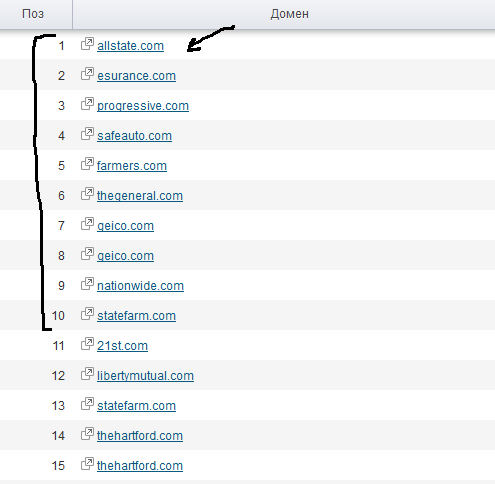 Поз Домен
1 allstate.com
2 esurance.com
3 progressive.com
4 safeauto.com
5 farmers.com
6 thegeneral.com
7 geico.com
8 geico.com
9 nationwide.com
10 statefarm.com
11 21st.com
12 libertymutual.com
13 statefarm.com
14 thehartford.com
15 thehartford.com